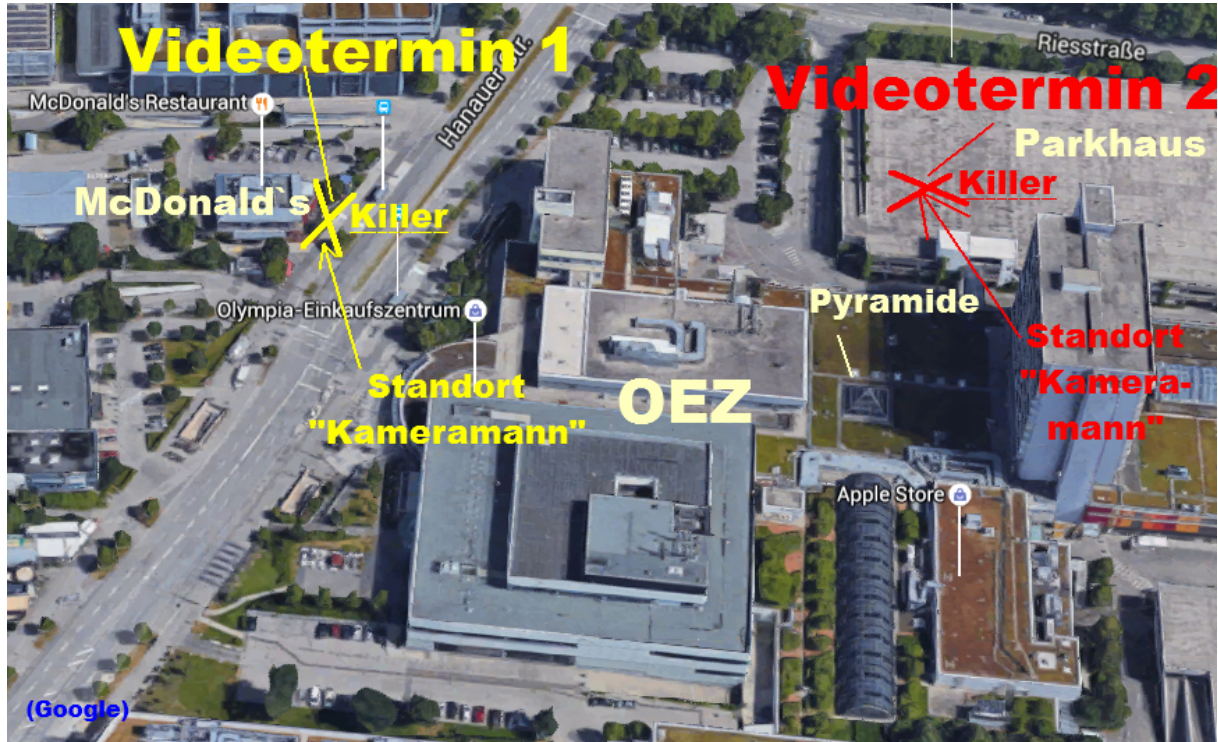 Videotermin 1
Hanauer Str.
Riesstraße
Videotermin 2
McDonald's Restaurant
Parkhaus
McDonald`s
Killer
Killer
Olympia-Einkaufszentrum
Pyramide
Standort
"Kameramann"
Standort
"Kamera-
mann"
OEZ
Apple Store
(Google)